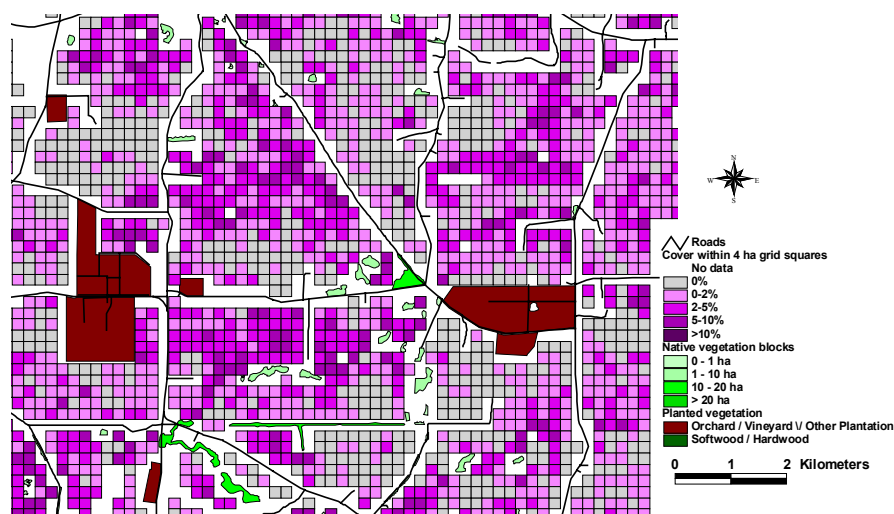 N
W E
S
Roads
Cover within 4 ha grid squares
No data
0%
0-2%
2-5%
5-10%
>10%
Native vegetation blocks
0 - 1 ha
1 - 10 ha
10 - 20 ha
> 20 ha
Planted vegetation
Orchard / Vineyard \/ Other Plantation
Softwood / Hardwood
0 1 2 Kilometers